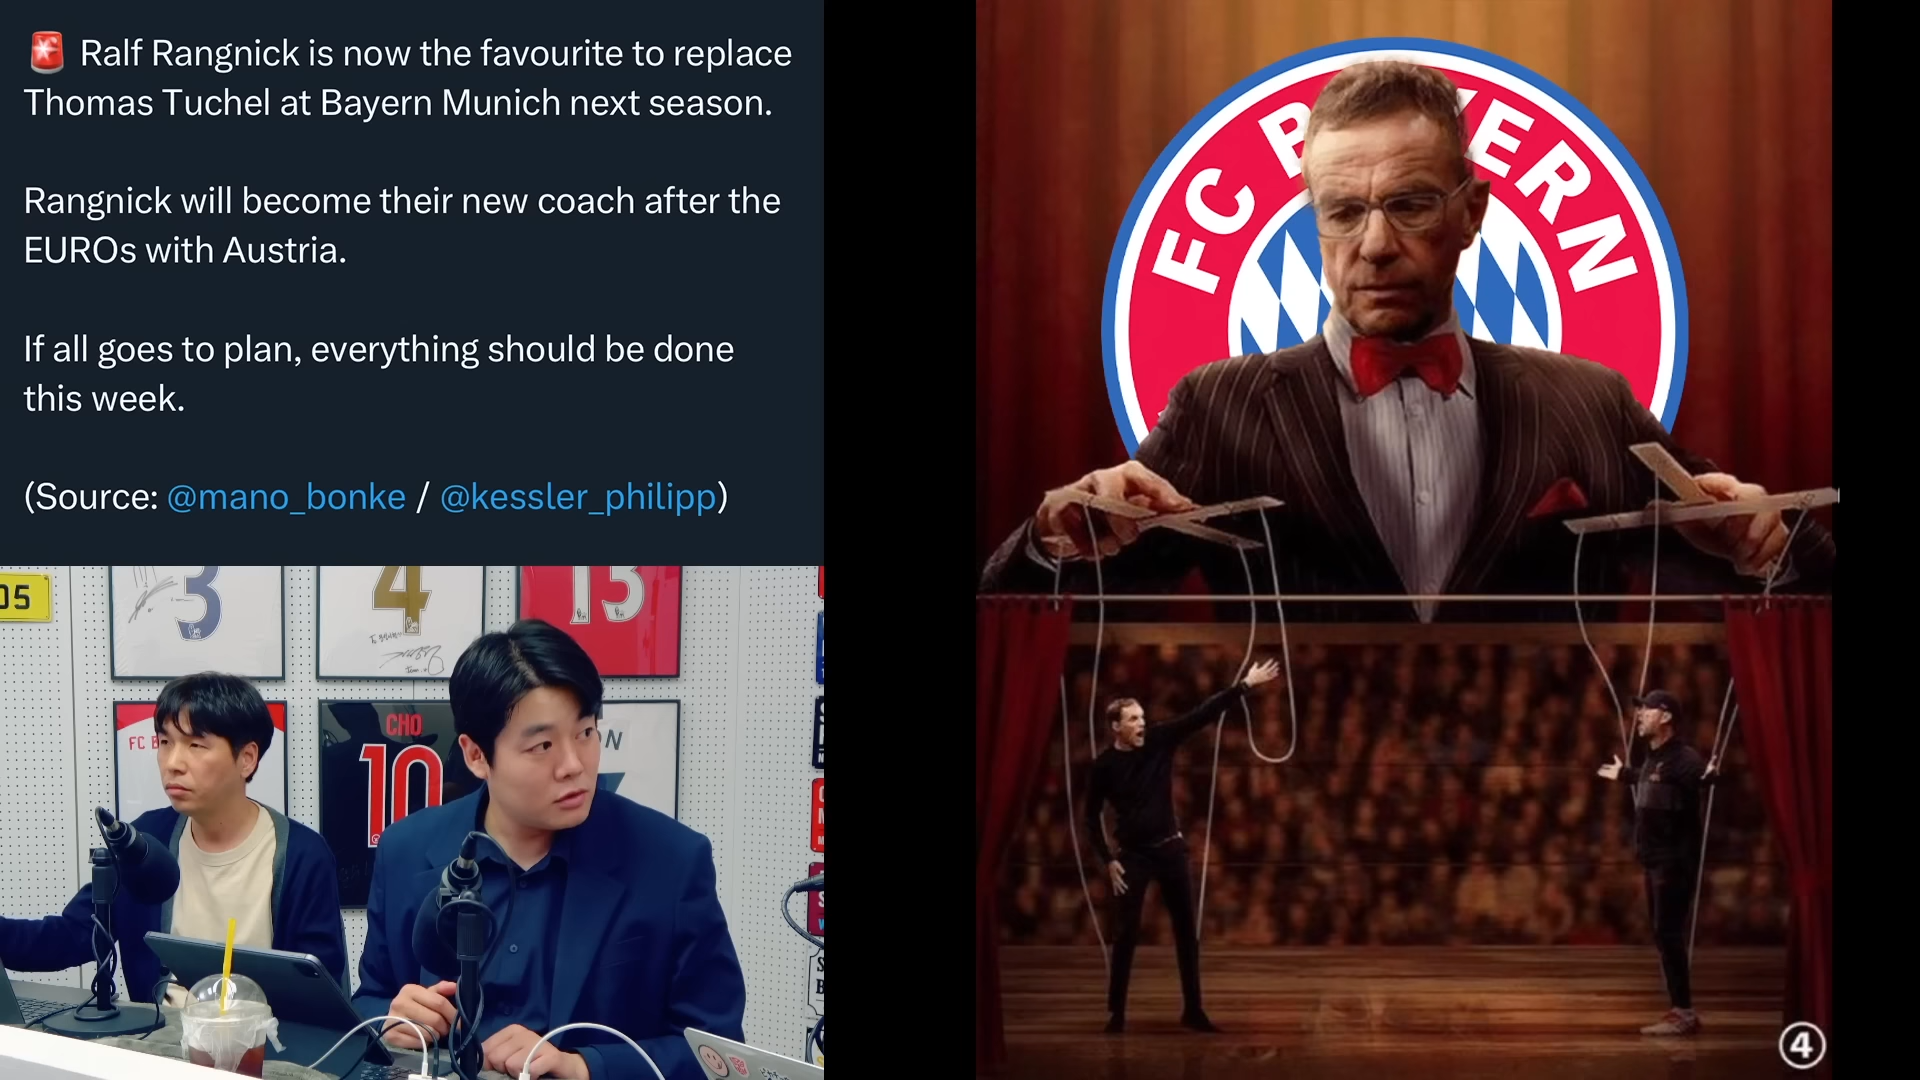 🚨 Ralf Rangnick is now the favourite to replace
Thomas Tuchel at Bayern Munich next season.
Rangnick will become their new coach after the
EUROs with Austria.
If all goes to plan, everything should be done
this week.
(Source: @mano_bonke / @kessler_philipp)
05
3
4
13
FC B
CHO
10
ON
FC B YERN
4